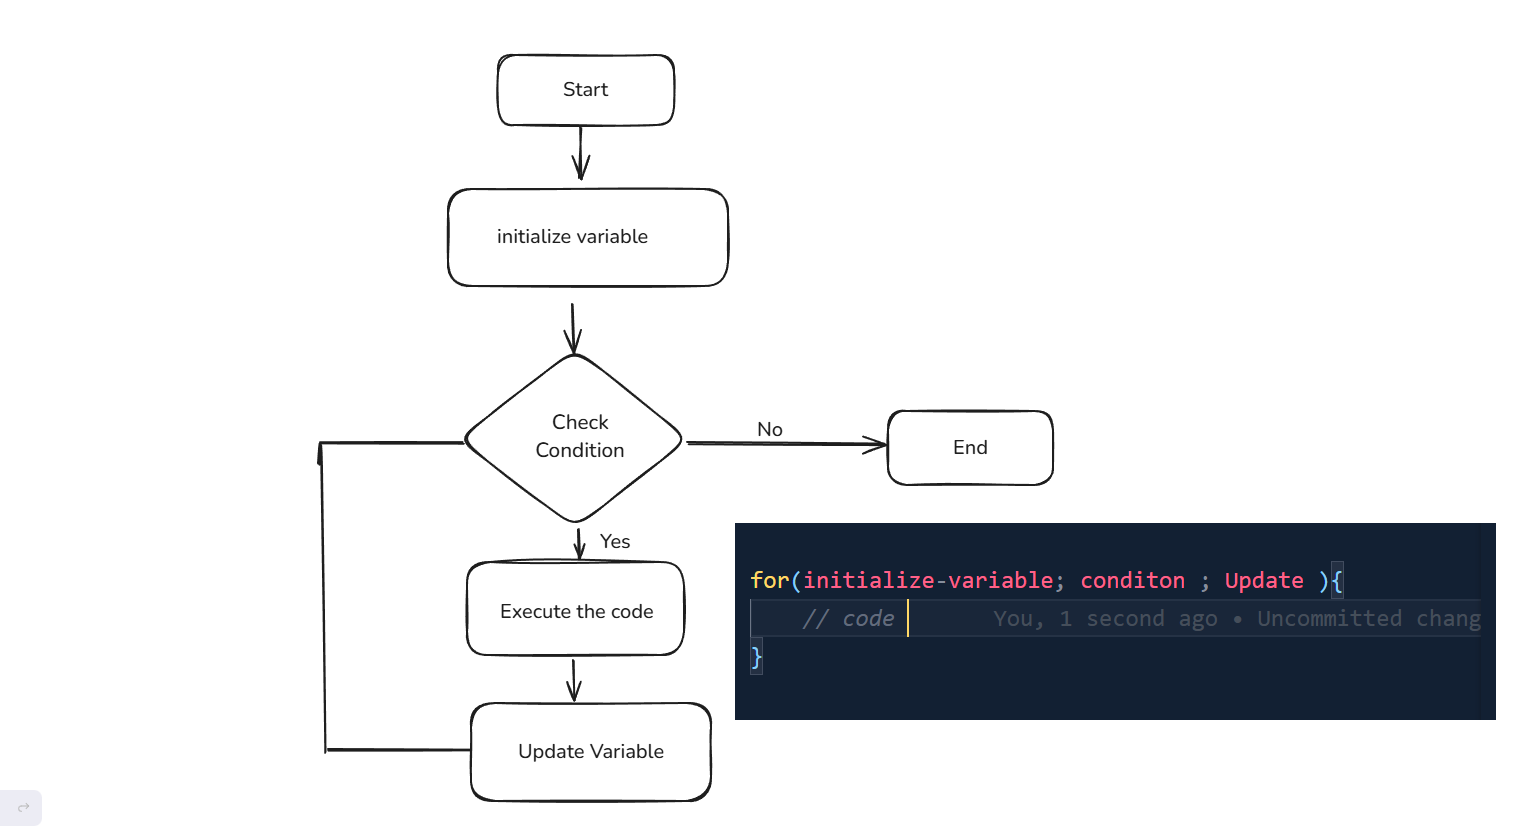 Start
initialize variable
Check
Condition
No
End
Yes
Execute the code
Update Variable
for(initialize-variable; conditon ; Update ){
// code You, 1 second ago • Uncommitted chang
}